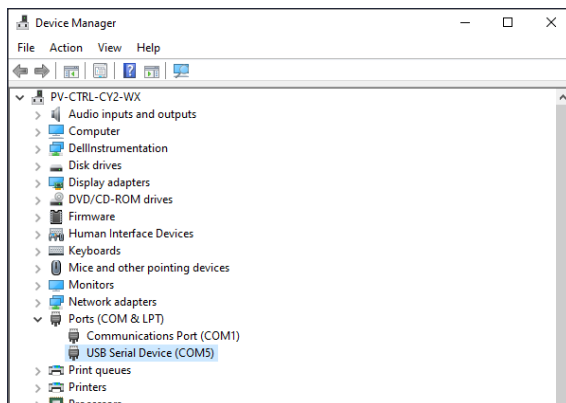 Device Manager
File Action View Help
PV-CTRL-CY2-WX
Audio inputs and outputs
Computer
DellInstrumentation
Disk drives
Display adapters
DVD/CD-ROM drives
Firmware
Human Interface Devices
Keyboards
Mice and other pointing devices
Monitors
Network adapters
Ports (COM & LPT)
Communications Port (COM1)
USB Serial Device (COM5)
Print queues
Printers
Processors